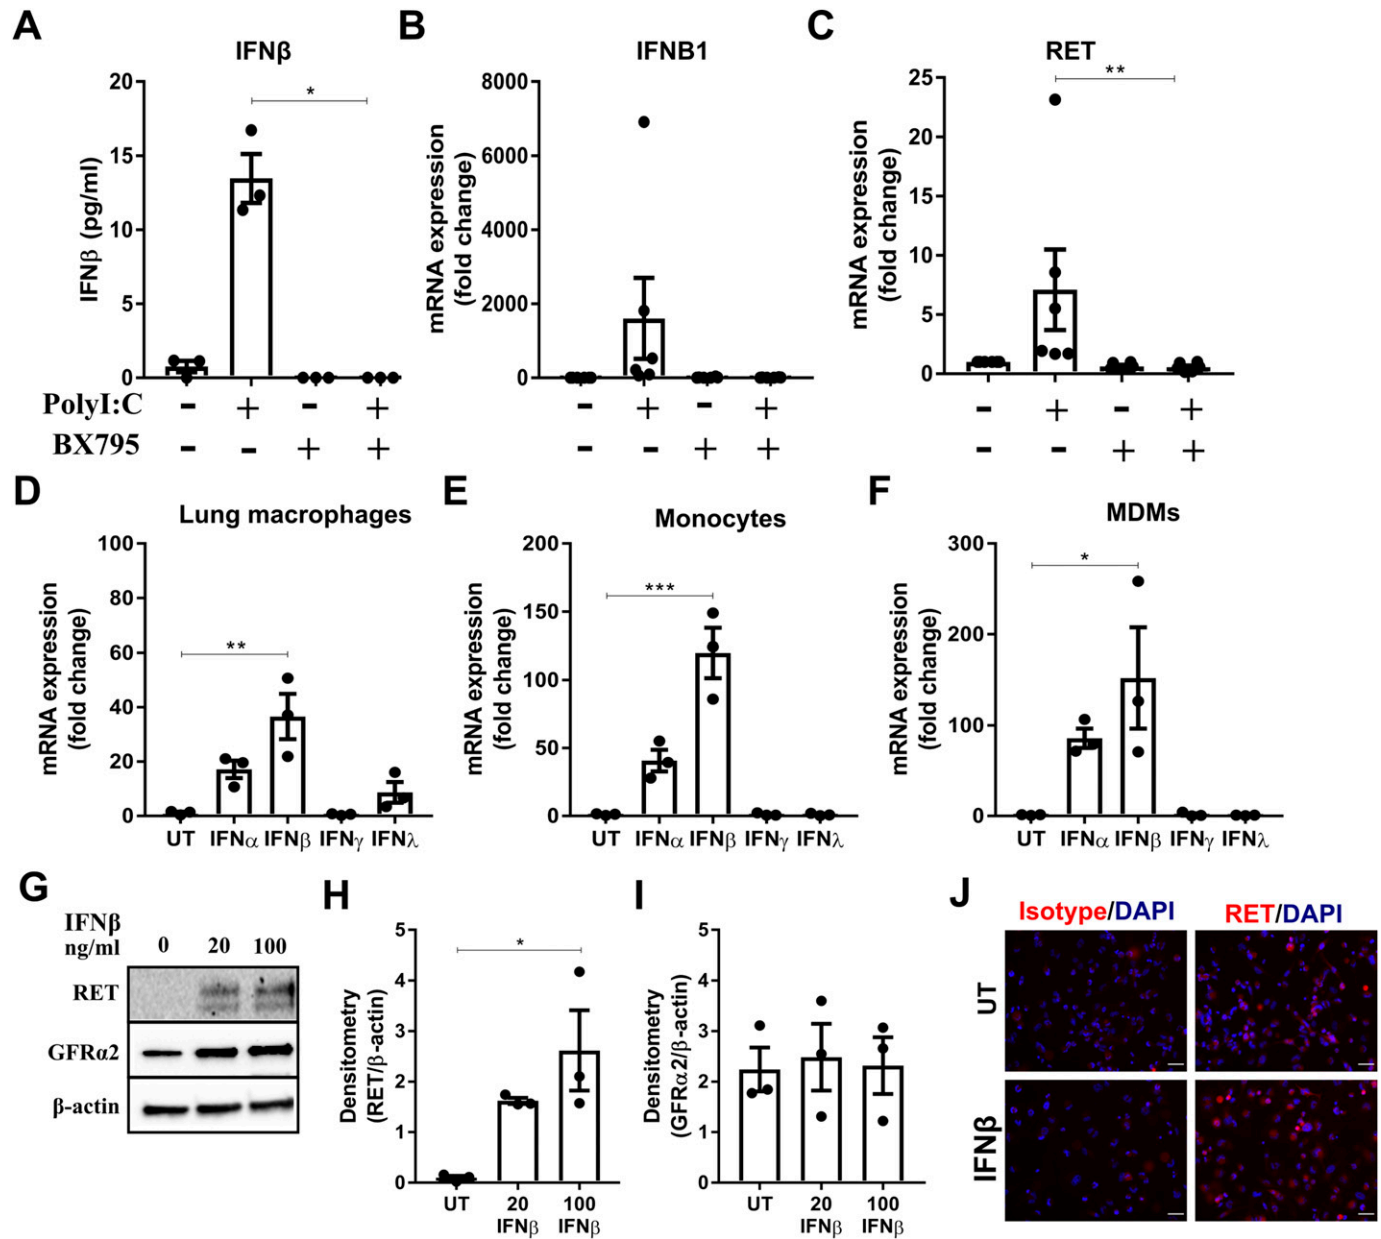 A
IFNβ
IFNβ (pg/ml)
20
15
10
5
0
*
PolyI:C - + - +
BX795 - - + +
B
IFNB1
mRNA expression
(fold change)
8000
6000
4000
2000
0
- + - +
- - + +
C
RET
mRNA expression
(fold change)
25
20
15
10
5
0
**
- + - +
- - + +
D
Lung macrophages
mRNA expression
(fold change)
100
80
60
40
20
0
**
UT IFNα IFNβ IFNγ IFNλ
E
Monocytes
mRNA expression
(fold change)
200
150
100
50
0
***
UT IFNα IFNβ IFNγ IFNλ
F
MDMs
mRNA expression
(fold change)
300
200
100
0
*
UT IFNα IFNβ IFNγ IFNλ
G
IFNβ
ng/ml 0 20 100
RET
GFRα2
β-actin
H
Densitometry
(RET/β-actin)
5
4
3
2
1
0
*
UT 20 100
IFNβ IFNβ
I
Densitometry
(GFRα2/β-actin)
5
4
3
2
1
0
UT 20 100
IFNβ IFNβ
J
Isotype/DAPI RET/DAPI
UT
IFNβ